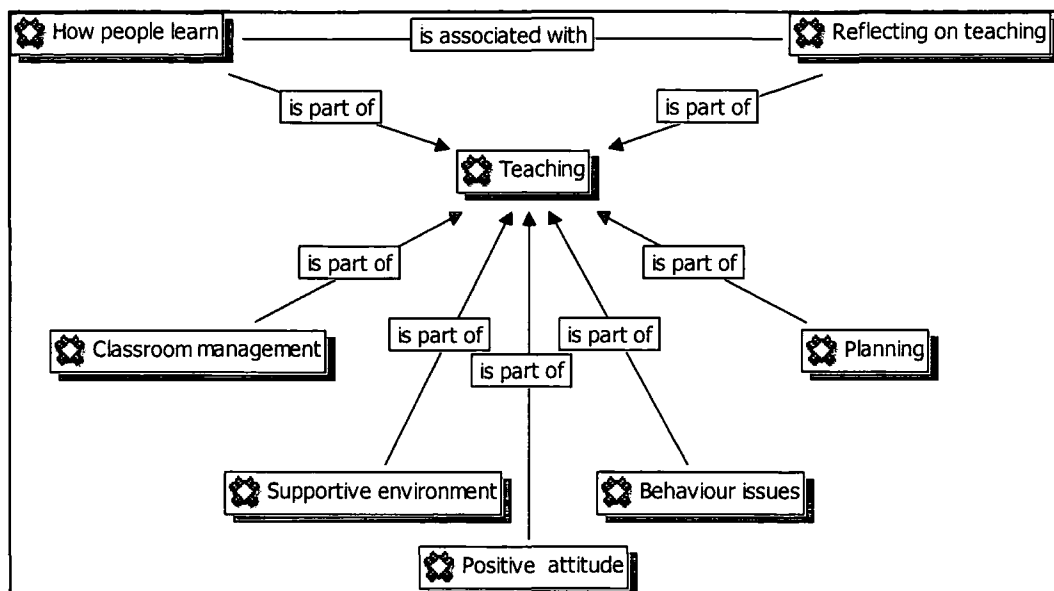 How people learn
is associated with
Reflecting on teaching
is part of
is part of
Teaching
is part of
is part of
is part of
is part of
is part of
Classroom management
Planning
Supportive environment
Behaviour issues
Positive attitude